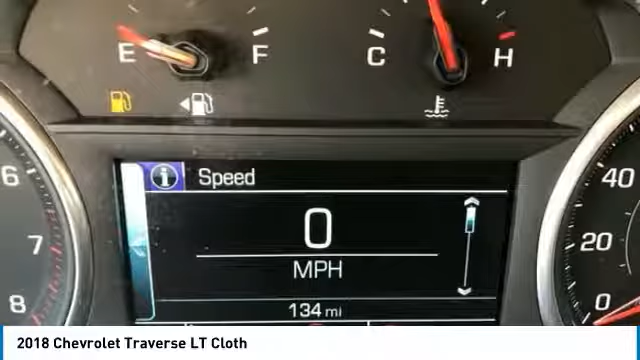 E F C H
i Speed
6 40
0
7 20
MPH
8 0
134 mi
2018 Chevrolet Traverse LT Cloth